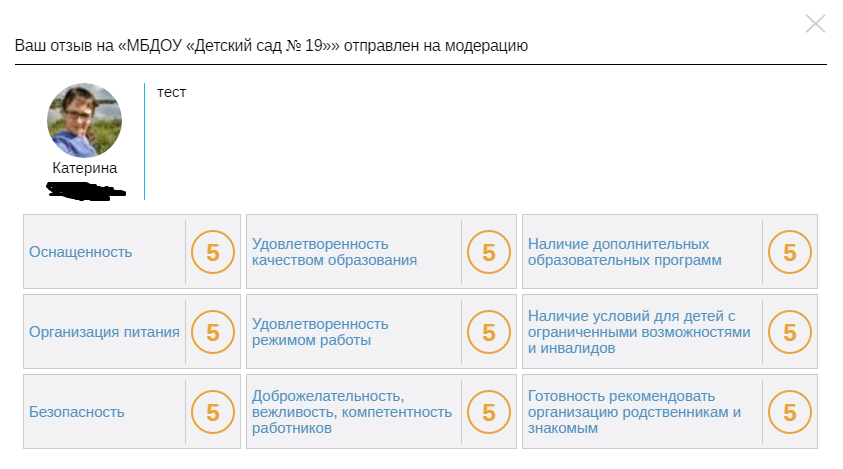 Ваш отзыв на «МБДОУ «Детский сад № 19»» отправлен на модерацию
тест
Катерина
Оснащенность
5
Удовлетворенность
качеством образования
5
Наличие дополнительных
образовательных программ
5
Организация питания
5
Удовлетворенность
режимом работы
5
Наличие условий для детей с
ограниченными возможностями
и инвалидов
5
Безопасность
5
Доброжелательность,
вежливость, компетентность
работников
5
Готовность рекомендовать
организацию родственникам и
знакомым
5